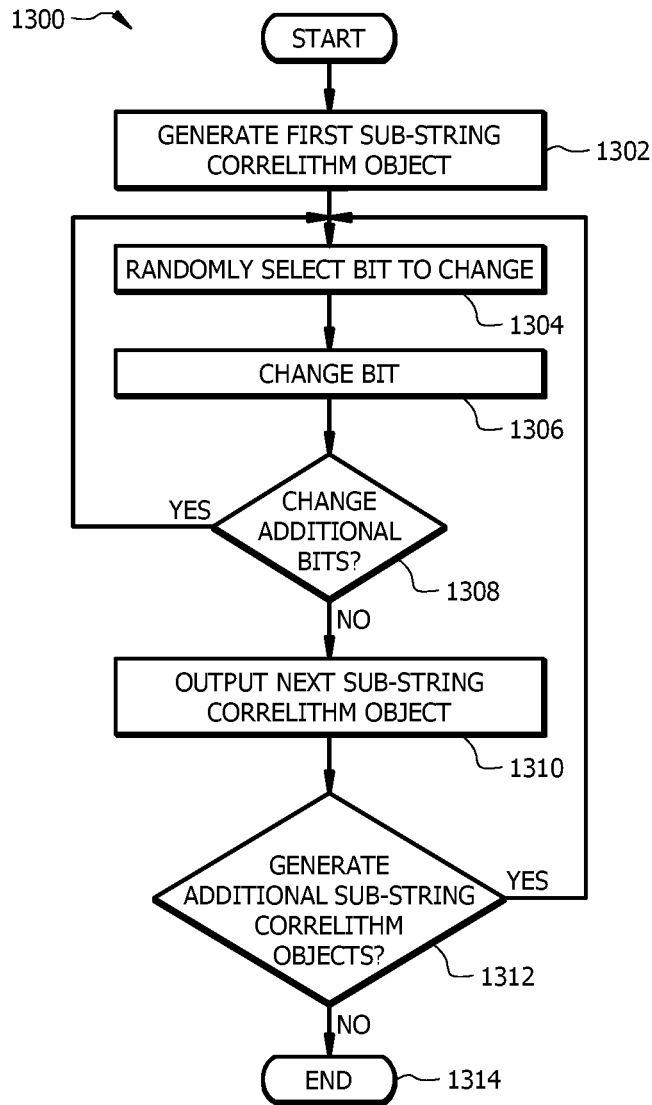 1300
START
GENERATE FIRST SUB-STRING
CORRELITHM OBJECT
1302
RANDOMLY SELECT BIT TO CHANGE
1304
CHANGE BIT
1306
YES
CHANGE
ADDITIONAL
BITS?
1308
NO
OUTPUT NEXT SUB-STRING
CORRELITHM OBJECT
1310
GENERATE
ADDITIONAL SUB-STRING
CORRELITHM
OBJECTS?
YES
1312
NO
END
1314